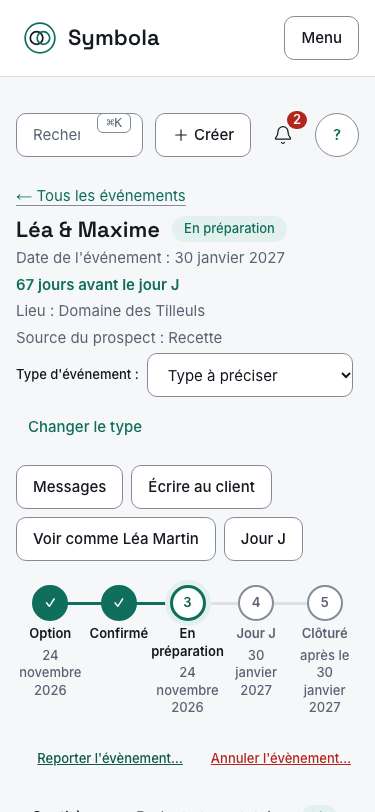 Symbola
Menu
Recher
⌘K
+ Créer
2
?
← Tous les événements
Léa & Maxime
En préparation
Date de l'événement : 30 janvier 2027
67 jours avant le jour J
Lieu : Domaine des Tilleuls
Source du prospect : Recette
Type d'événement :
Type à préciser
Changer le type
Messages
Écrire au client
Voir comme Léa Martin
Jour J
3
4
5
Option
Confirmé
En
préparation
Jour J
Clôturé
24
novembre
2026
24
novembre
2026
30
janvier
2027
après le
30
janvier
2027
Reporter l'évènement...
Annuler l'évènement...